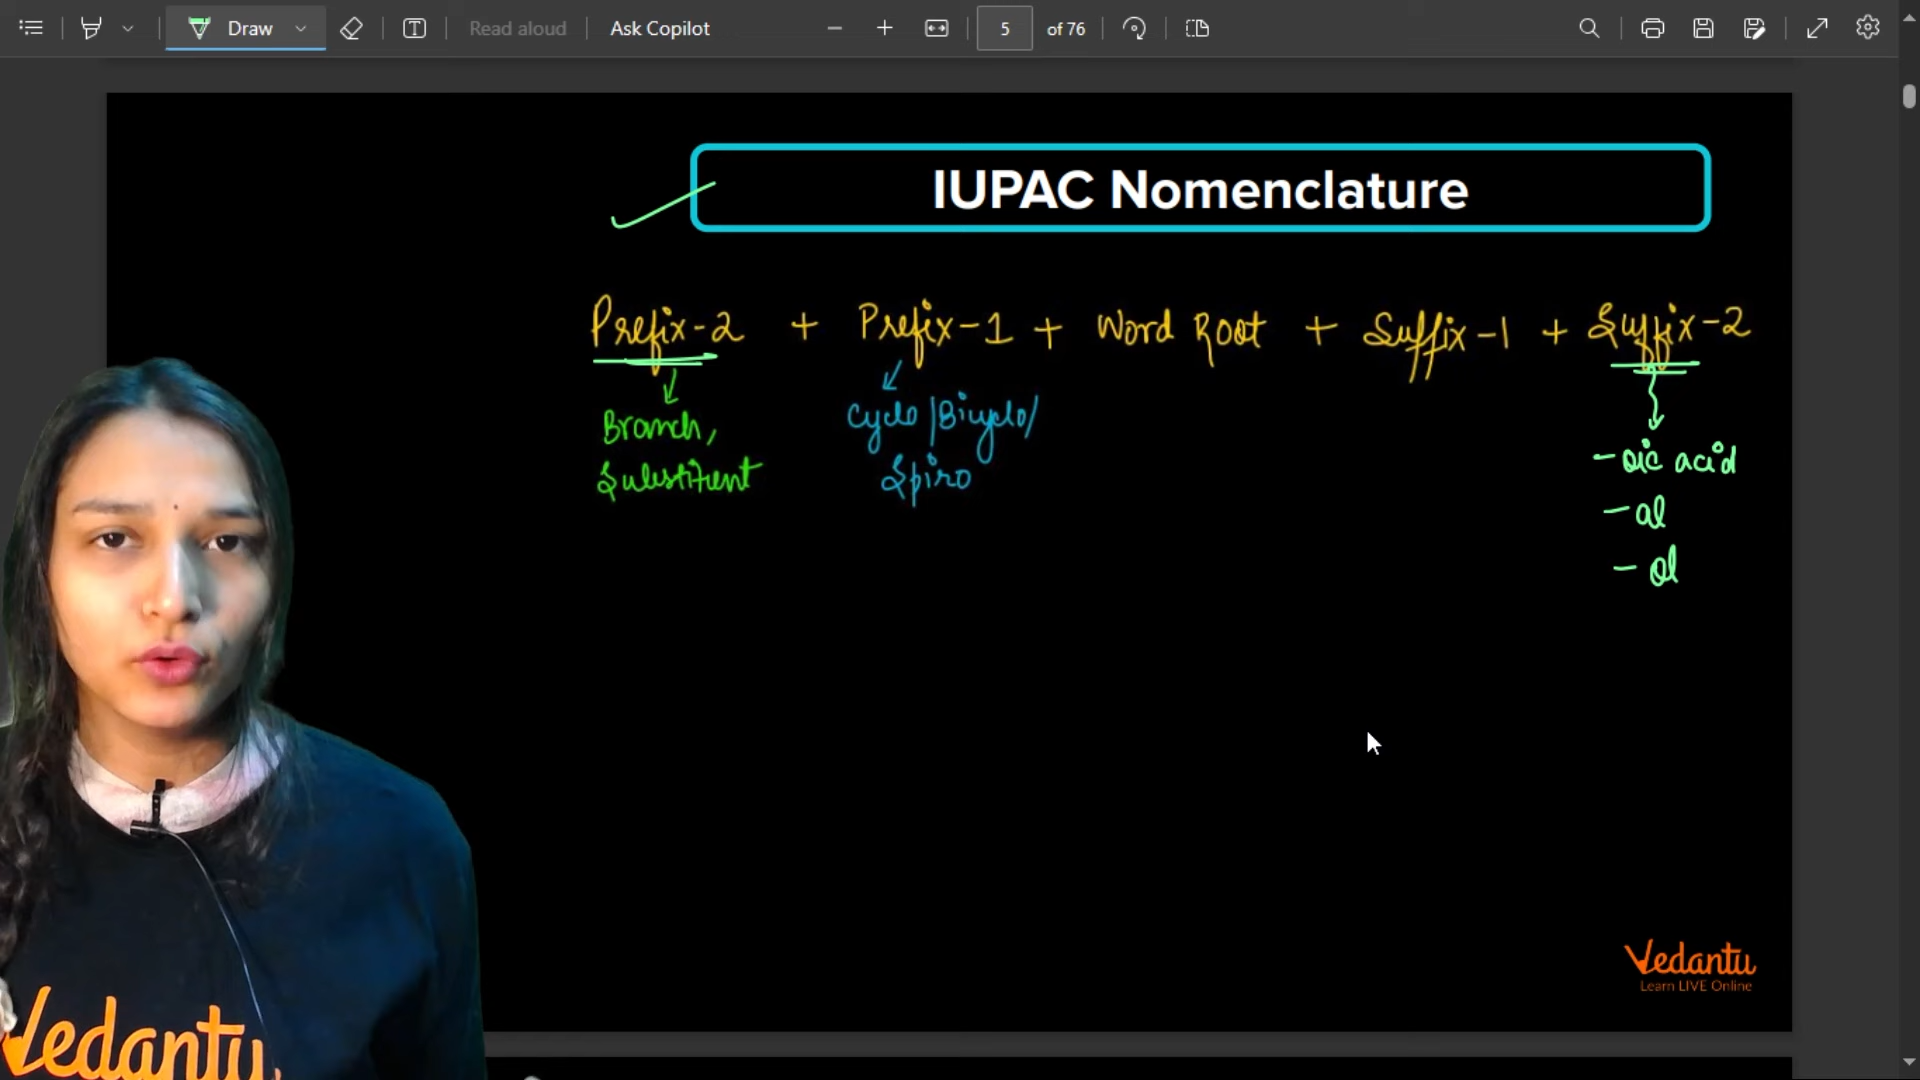 Draw
Read aloud
Ask Copilot
5
of 76
IUPAC Nomenclature
Prefix-2 + Prefix-1 + Word Root + Suffix-1 + Suffix-2
Branch,
Substituent
Cyclo/Bicyclo/
Spiro
-oic acid
-al
-ol
Vedantu
Learn LIVE Online
Vedantu